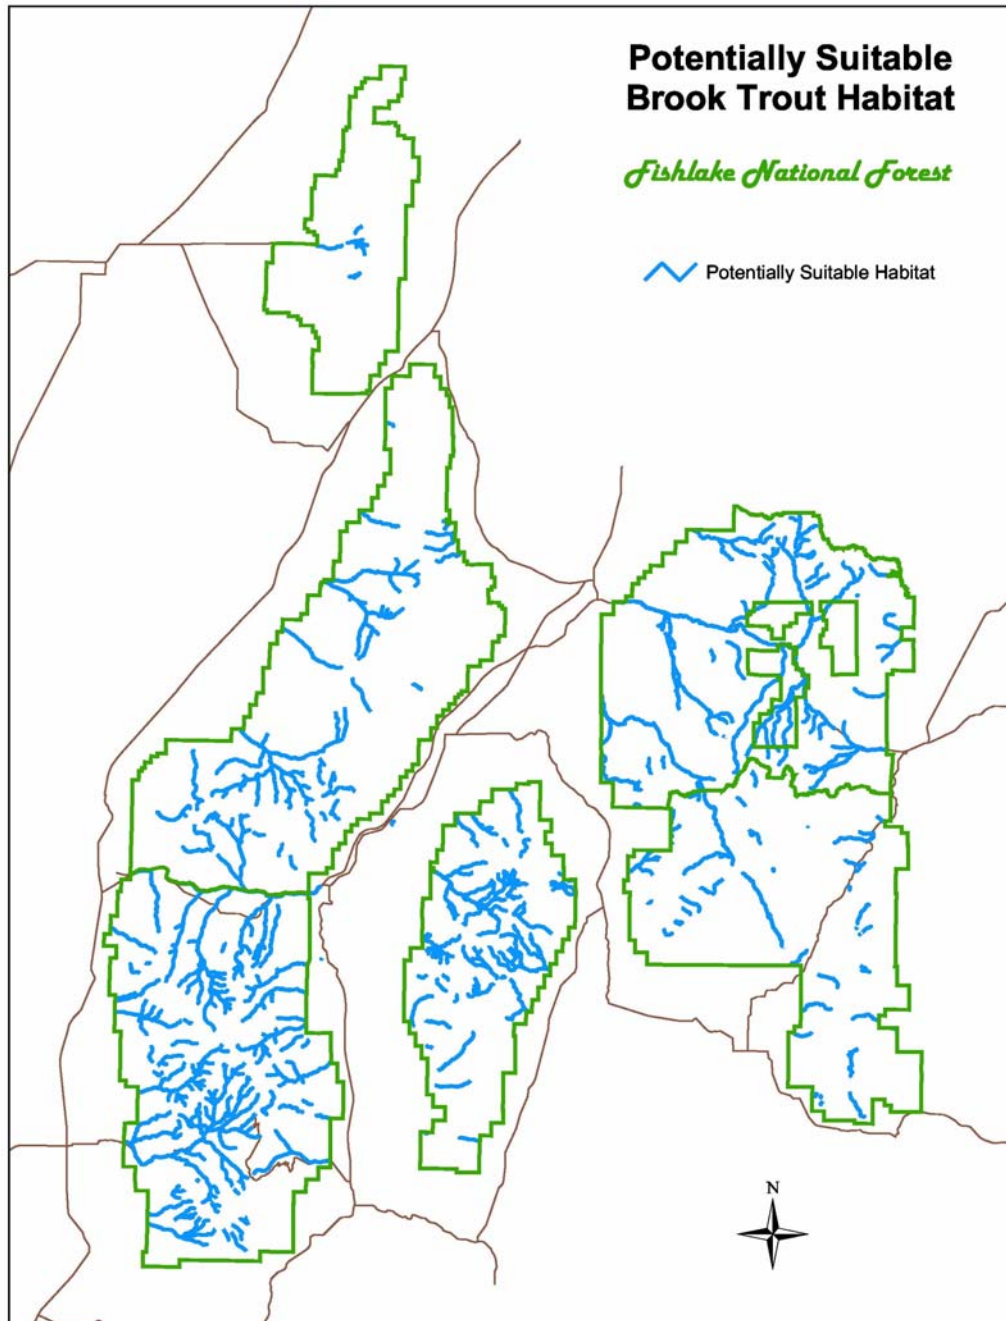 Potentially Suitable
Brook Trout Habitat
Fishlake National Forest
Potentially Suitable Habitat
N